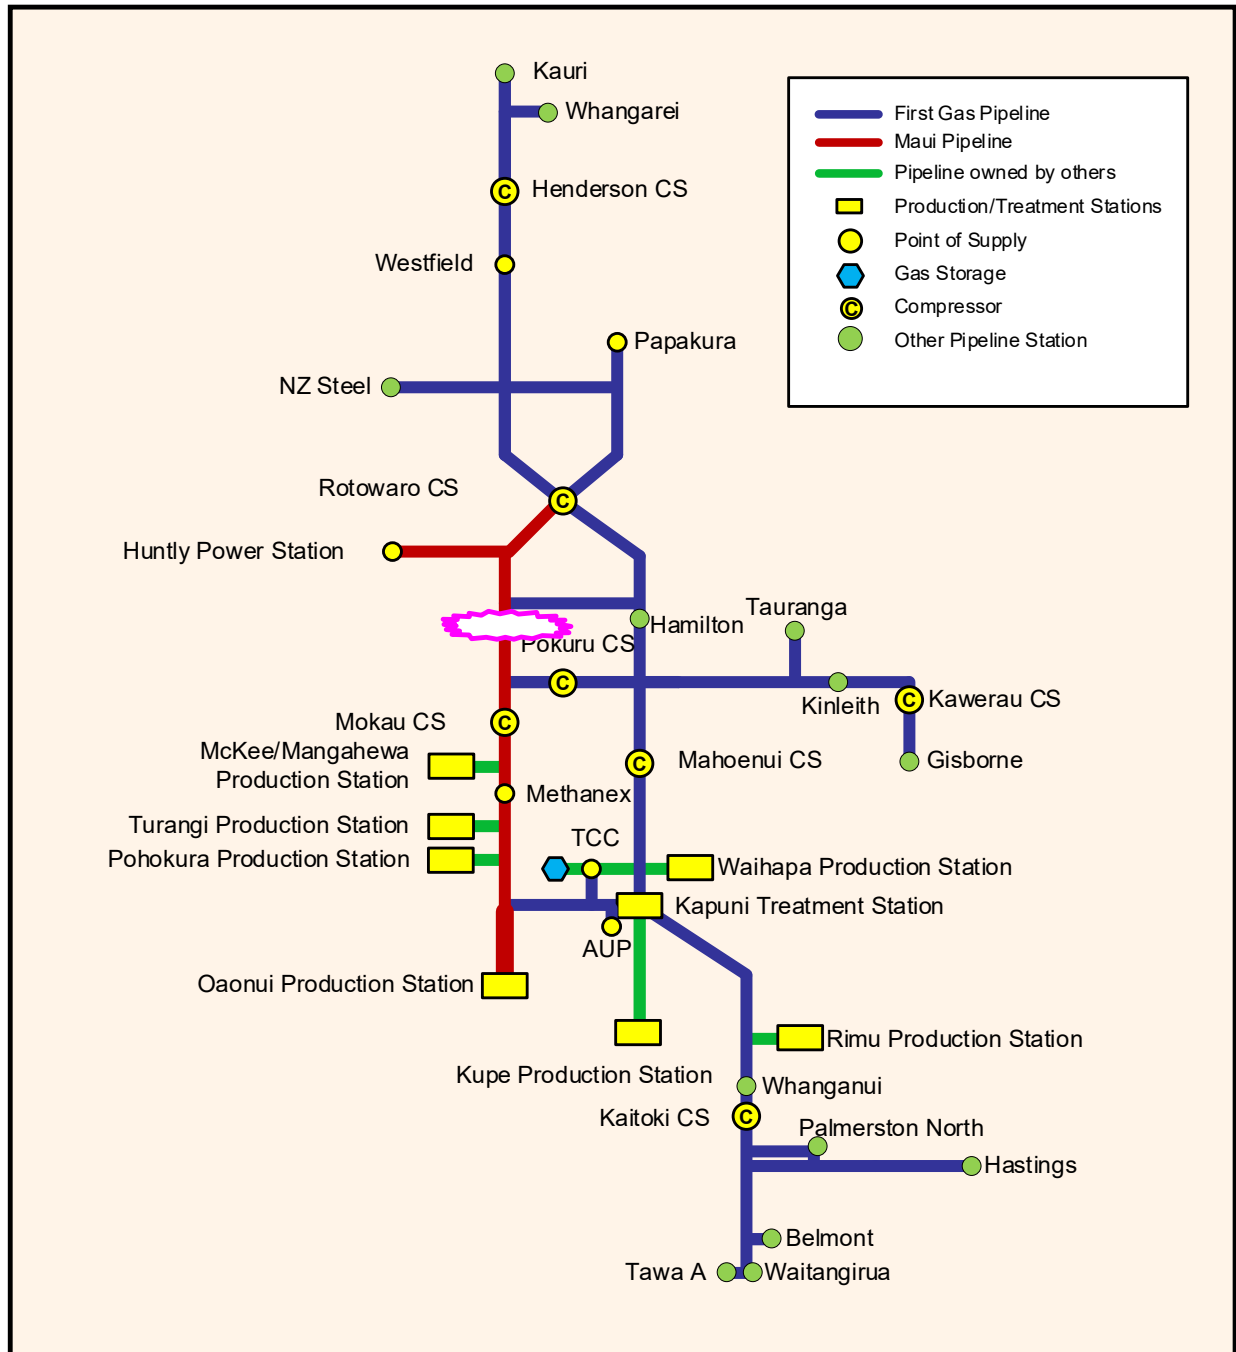 Kauri
Whangarei
First Gas Pipeline
Maui Pipeline
Pipeline owned by others
Production/Treatment Stations
Point of Supply
Gas Storage
C
Compressor
Other Pipeline Station
C
Henderson CS
Westfield
Papakura
NZ Steel
Rotowaro CS
C
Huntly Power Station
Tauranga
Hamilton
Pokuru CS
C
Kinleith
C
Kawerau CS
Mokau CS
C
McKee/Mangahewa
Production Station
C
Mahoenui CS
Gisborne
Methanex
Turangi Production Station
TCC
Pohokura Production Station
Waihapa Production Station
Kapuni Treatment Station
AUP
Oaonui Production Station
Rimu Production Station
Kupe Production Station
Whanganui
Kaitoki CS
C
Palmerston North
Hastings
Belmont
Tawa A
Waitangirua